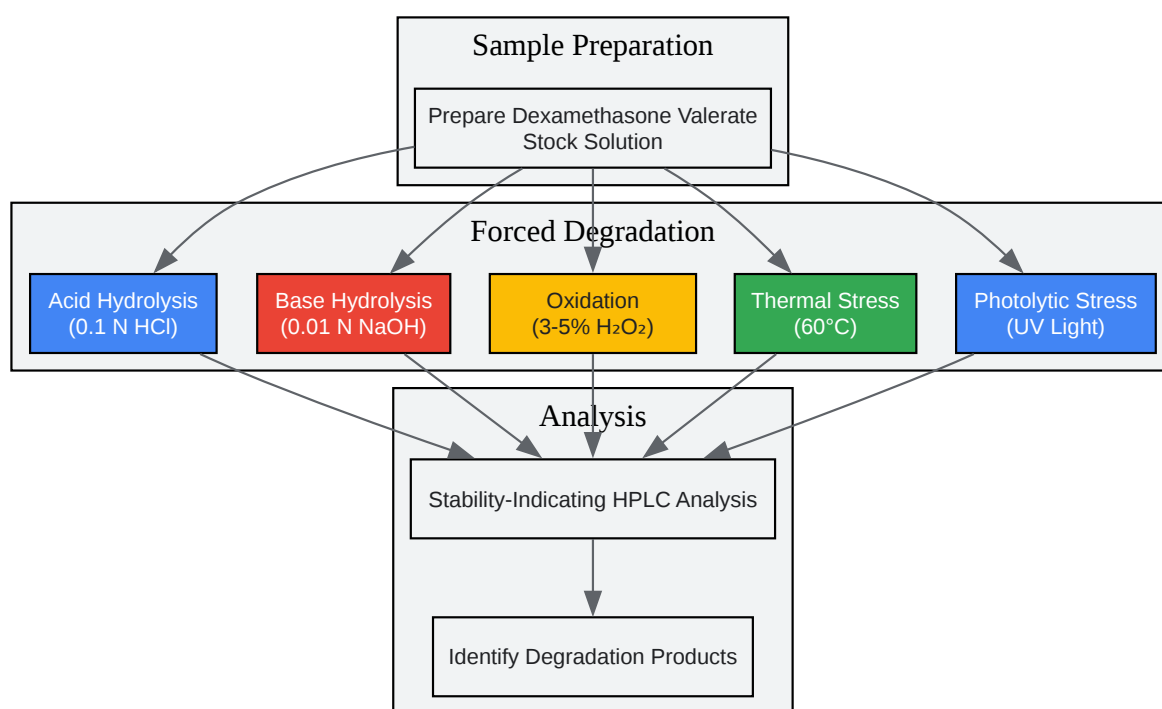 Sample Preparation
Prepare Dexamethasone Valerate
Stock Solution
Forced Degradation
Acid Hydrolysis
(0.1 N HCl)
Base Hydrolysis
(0.01 N NaOH)
Oxidation
(3-5% H₂O₂)
Thermal Stress
(60°C)
Photolytic Stress
(UV Light)
Analysis
Stability-Indicating HPLC Analysis
Identify Degradation Products